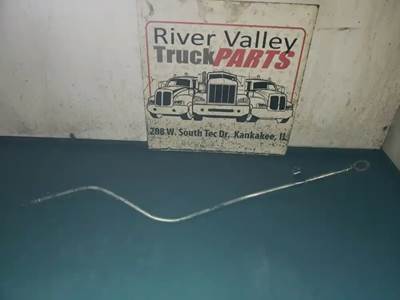 River Valley
Truck PARTS
288 W. South Tec Dr. Kankakee, IL